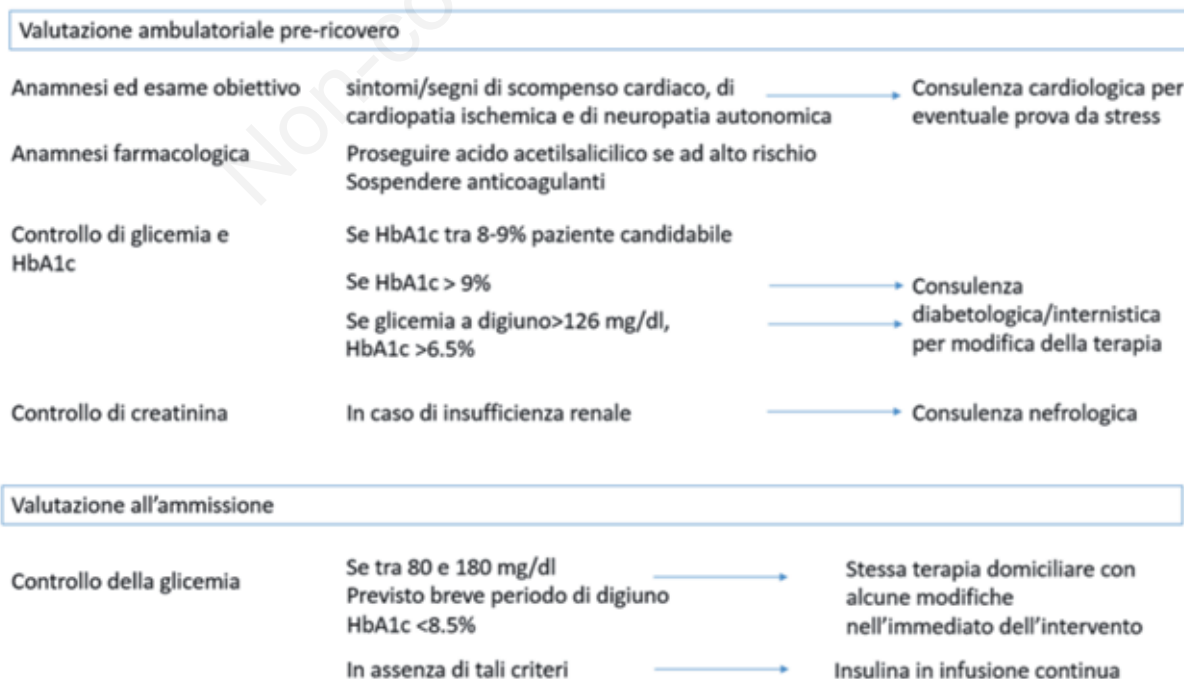 Valutazione ambulatoriale pre-ricovero
Anamnesi ed esame obiettivo
sintomi/segni di scompenso cardiaco, di
cardiopatia ischemica e di neuropatia autonomica
Consulenza cardiologica per
eventuale prova da stress
Anamnesi farmacologica
Proseguire acido acetilsalicilico se ad alto rischio
Sospendere anticoagulanti
Controllo di glicemia e
HbA1c
Se HbA1c tra 8-9% paziente candidabile
Se HbA1c > 9%
Se glicemia a digiuno>126 mg/dl,
HbA1c >6.5%
Consulenza
diabetologica/internistica
per modifica della terapia
Controllo di creatinina
In caso di insufficienza renale
Consulenza nefrologica
Valutazione all'ammissione
Controllo della glicemia
Se tra 80 e 180 mg/dl
Previsto breve periodo di digiuno
HbA1c <8.5%
Stessa terapia domiciliare con
alcune modifiche
nell'immediato dell'intervento
In assenza di tali criteri
Insulina in infusione continua